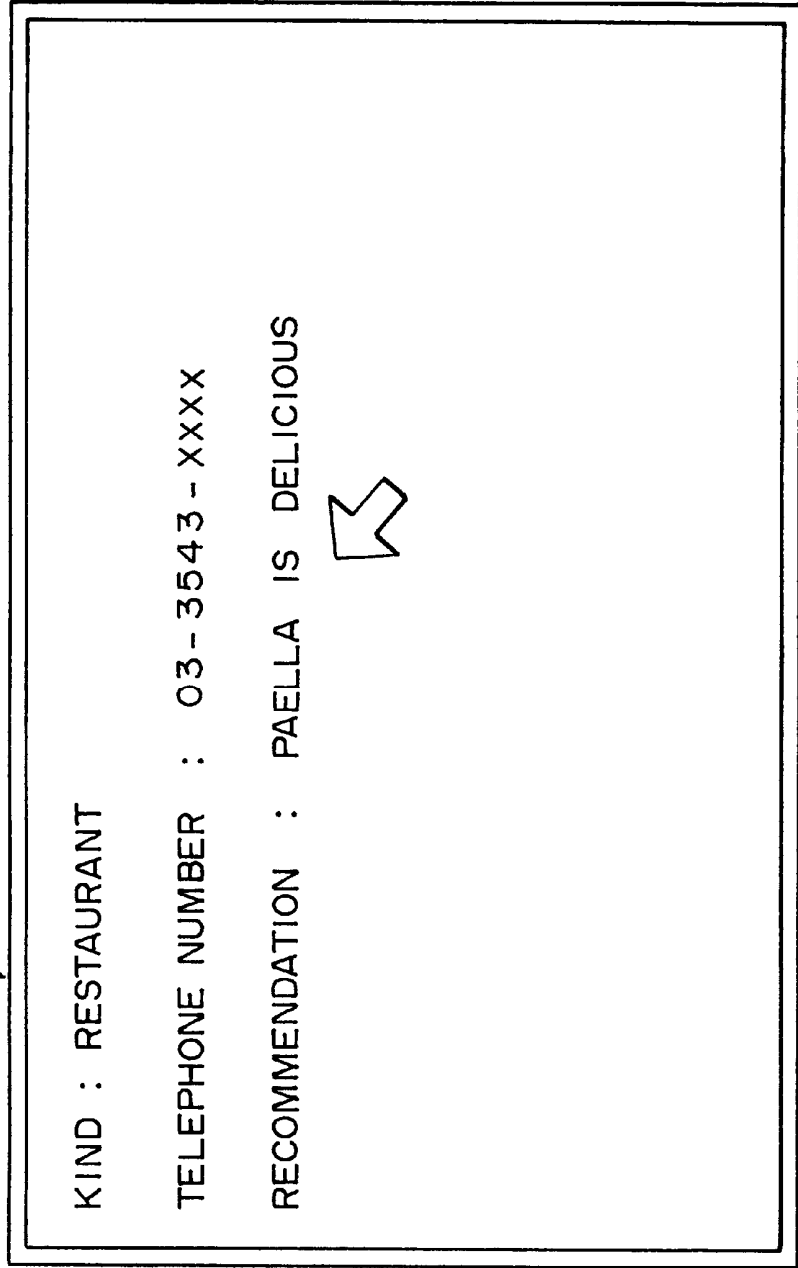 KIND : RESTAURANT
TELEPHONE NUMBER : 03-3543-XXXX
RECOMMENDATION : PAELLA IS DELICIOUS